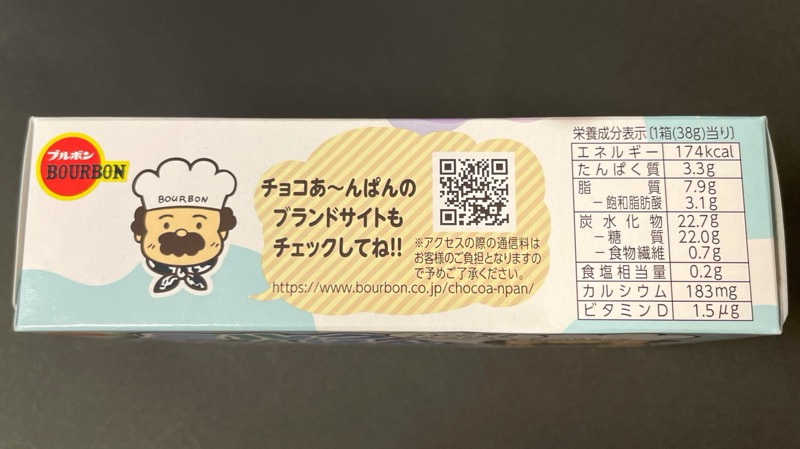 ブルボン
BOURBON
BOURBON
チョコあ〜んぱんの
ブランドサイトも
チェックしてね!!
※アクセスの際の通信料は
お客様のご負担となりますの
で予めご了承ください。
https://www.bourbon.co.jp/chocoa-npan/
栄養成分表示〔1箱(38g)当り〕
エネルギー 174kcal
たんぱく質 3.3g
脂質 7.9g
−飽和脂肪酸 3.1g
炭水化物 22.7g
−糖質 22.0g
−食物繊維 0.7g
食塩相当量 0.2g
カルシウム 183mg
ビタミンD 1.5μg